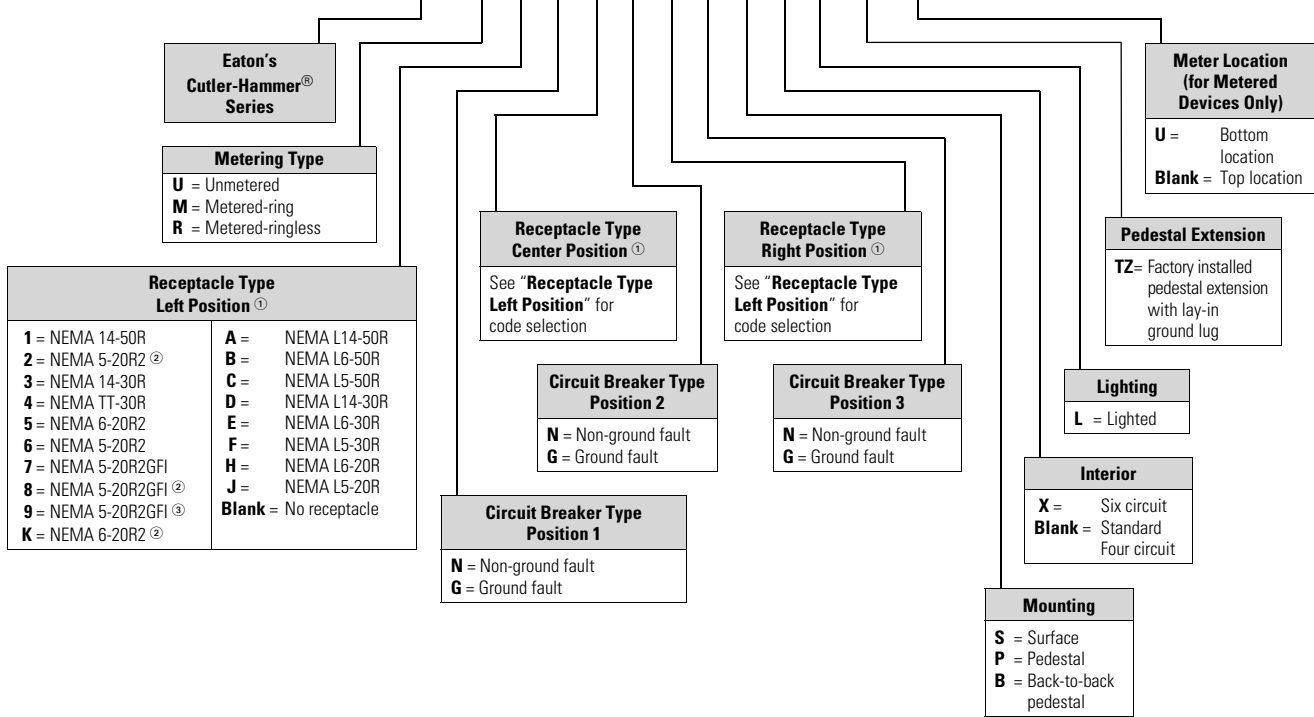 Eaton's
Cutler-Hammer®
Series
Metering Type
U = Unmetered
M = Metered-ring
R = Metered-ringless
Receptacle Type
Left Position ①
1 = NEMA 14-50R
2 = NEMA 5-20R2 ②
3 = NEMA 14-30R
4 = NEMA TT-30R
5 = NEMA 6-20R2
6 = NEMA 5-20R2
7 = NEMA 5-20R2GFI
8 = NEMA 5-20R2GFI ②
9 = NEMA 5-20R2GFI ③
K = NEMA 6-20R2 ②
A = NEMA L14-50R
B = NEMA L6-50R
C = NEMA L5-50R
D = NEMA L14-30R
E = NEMA L6-30R
F = NEMA L5-30R
H = NEMA L6-20R
J = NEMA L5-20R
Blank = No receptacle
Circuit Breaker Type
Position 1
N = Non-ground fault
G = Ground fault
Receptacle Type
Center Position ①
See “Receptacle Type
Left Position” for
code selection
Circuit Breaker Type
Position 2
N = Non-ground fault
G = Ground fault
Receptacle Type
Right Position ①
See “Receptacle Type
Left Position” for
code selection
Circuit Breaker Type
Position 3
N = Non-ground fault
G = Ground fault
Mounting
S = Surface
P = Pedestal
B = Back-to-back
pedestal
Interior
X = Six circuit
Blank = Standard
Four circuit
Lighting
L = Lighted
Pedestal Extension
TZ= Factory installed
pedestal extension
with lay-in
ground lug
Meter Location
(for Metered
Devices Only)
U = Bottom
location
Blank = Top location